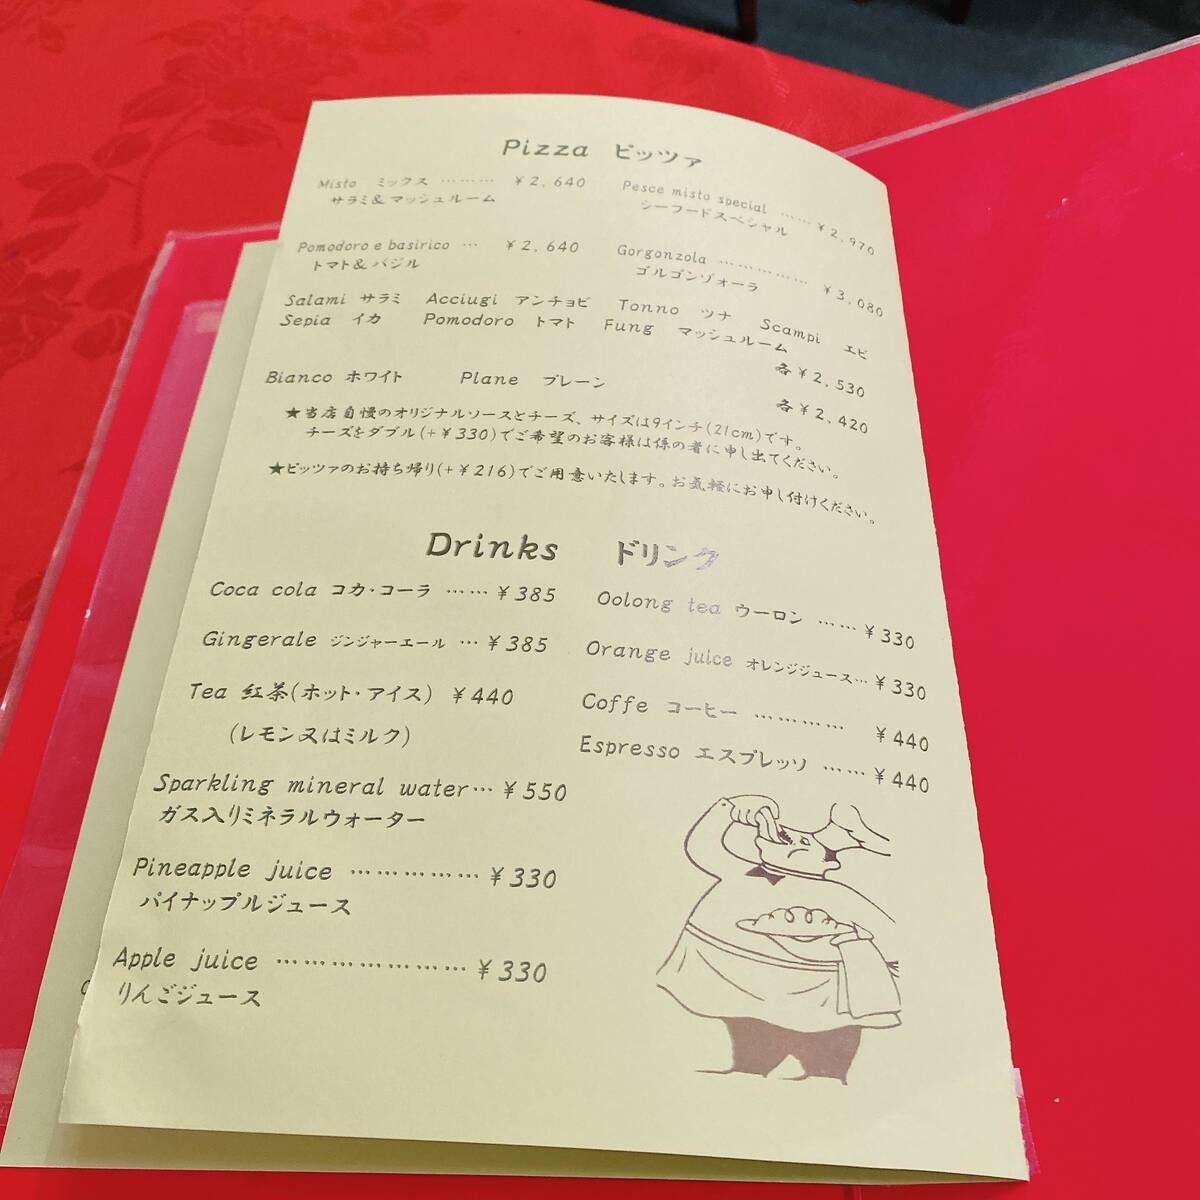 Pizza ピッツァ
Misto ミックス ……… ￥2,640
サラミ&マッシュルーム
Pesce misto special …… ￥2,970
シーフードスペシャル
Pomodoro e basirico … ￥2,640
トマト&バジル
Gorgonzola …………… ￥3,080
ゴルゴンゾォーラ
Salami サラミ Acciugi アンチョビ Tonno ツナ Scampi エビ
Sepia イカ Pomodoro トマト Fung マッシュルーム
各￥2,530
Bianco ホワイト Plane プレーン
各￥2,420
★当店自慢のオリジナルソースとチーズ、サイズは9インチ(21cm)です。
チーズをダブル(+￥330)でご希望のお客様は係の者に申し出てください。
★ピッツァのお持ち帰り(+￥216)でご用意いたします。お気軽にお申し付けください。
Drinks ドリンク
Coca cola コカ・コーラ …… ￥385
Gingerale ジンジャーエール … ￥385
Tea 紅茶(ホット・アイス) ￥440
(レモン又はミルク)
Sparkling mineral water… ￥550
ガス入りミネラルウォーター
Pineapple juice …………… ￥330
パイナップルジュース
Apple juice ………………… ￥330
りんごジュース
Oolong tea ウーロン …… ￥330
Orange juice オレンジジュース… ￥330
Coffe コーヒー ………… ￥440
Espresso エスプレッソ …… ￥440